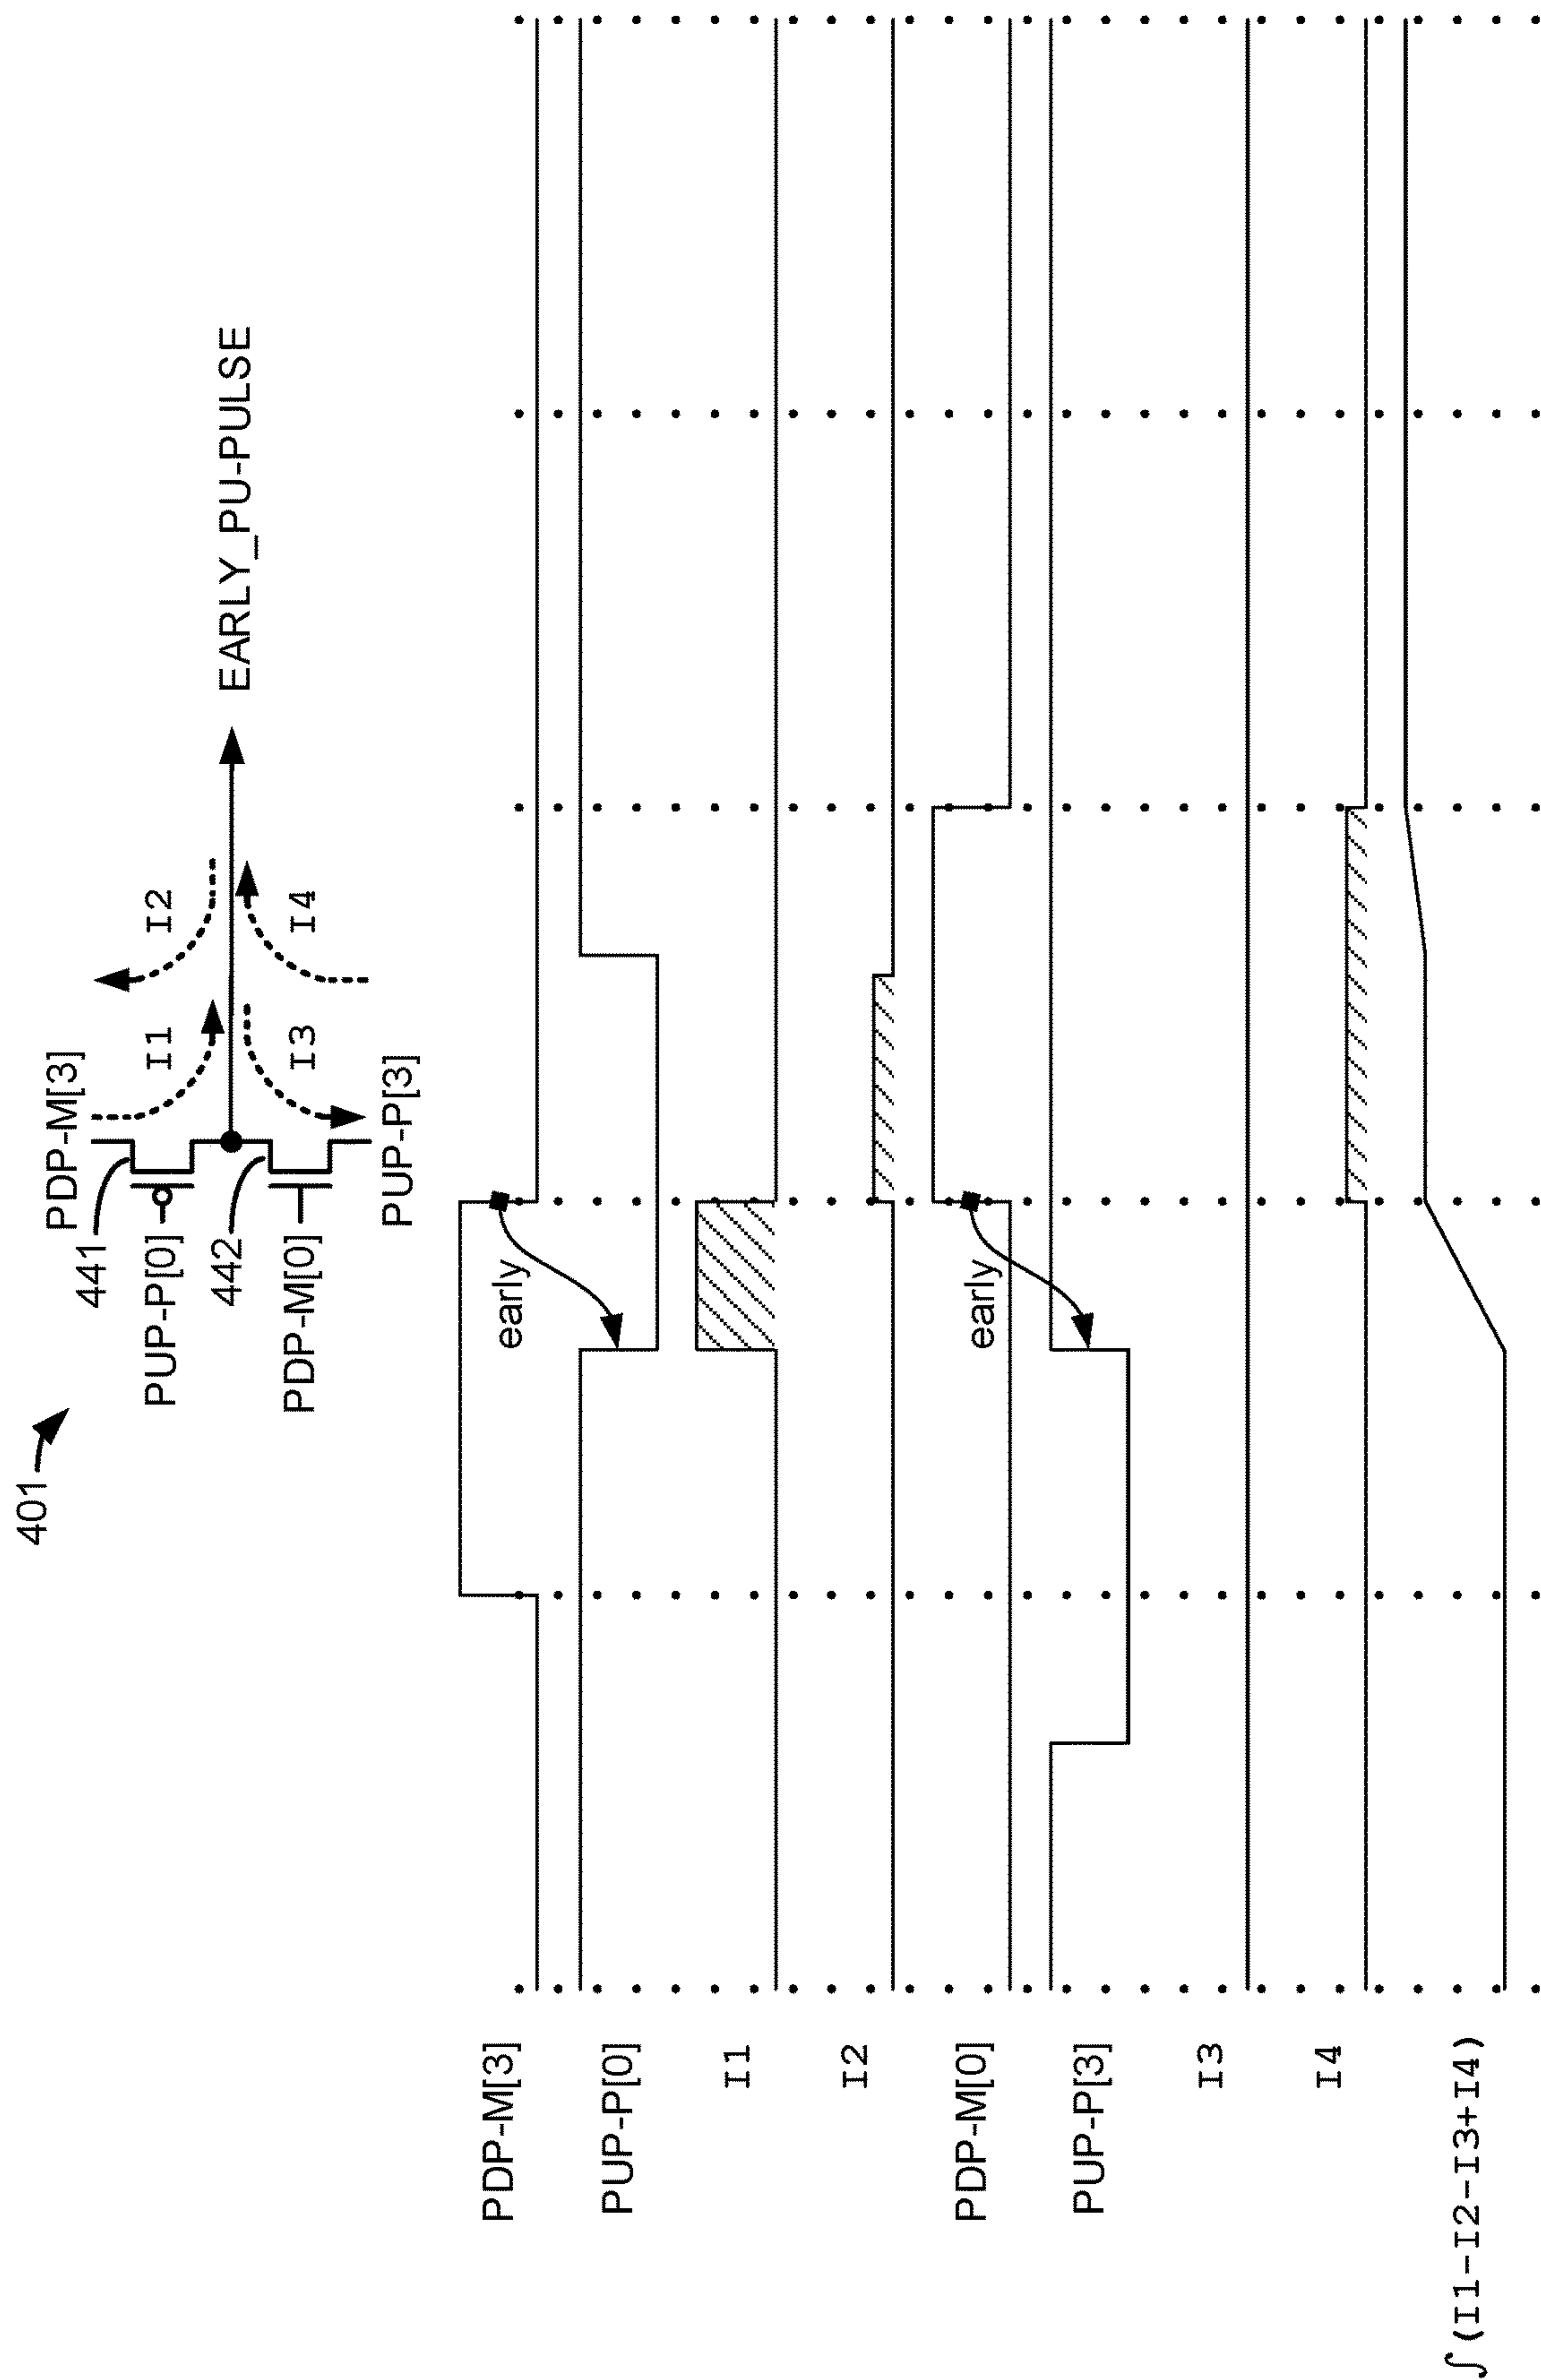 401
441
PDP-M[3]
PUP-P[0]
I1
I2
442
EARLY_PU-PULSE
PDP-M[0]
I3
I4
PUP-P[3]
PDP-M[3]
early
PUP-P[0]
I1
I2
PDP-M[0]
early
PUP-P[3]
I3
I4
∫(I1-I2-I3+I4)